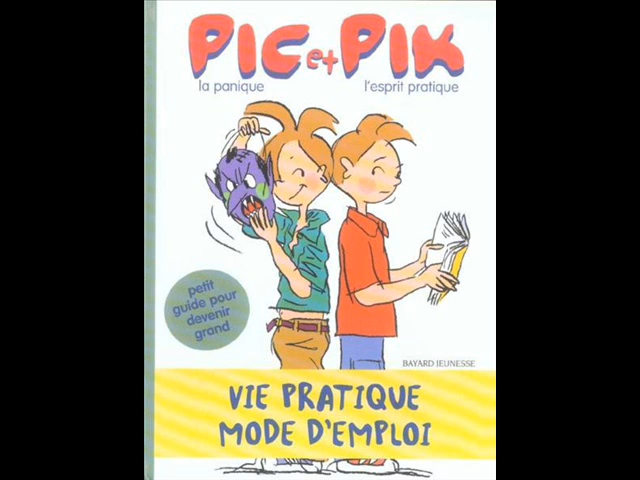 PIC et PIK
la panique l'esprit pratique
petit
guide pour
devenir
grand
BAYARD JEUNESSE
VIE PRATIQUE
MODE D'EMPLOI